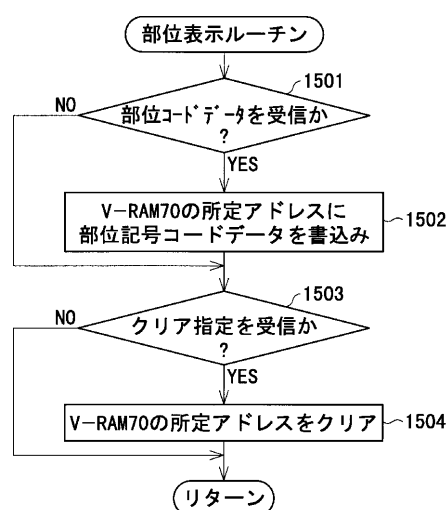 部位表示ルーチン
1501
NO
部位ｺｰﾄﾞﾃﾞｰﾀを受信か
?
YES
V-RAM70の所定アドレスに
部位記号コードデータを書込み
1502
1503
NO
クリア指定を受信か
?
YES
V-RAM70の所定アドレスをクリア
1504
リターン